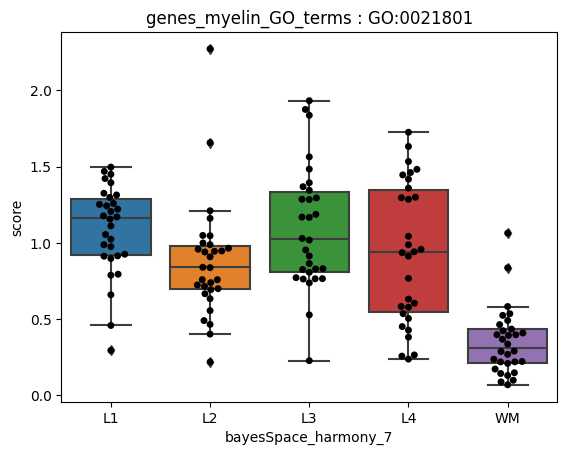 genes_myelin_GO_terms : GO:0021801
2.0
1.5
1.0
0.5
0.0
score
L1 L2 L3 L4 WM
bayesSpace_harmony_7